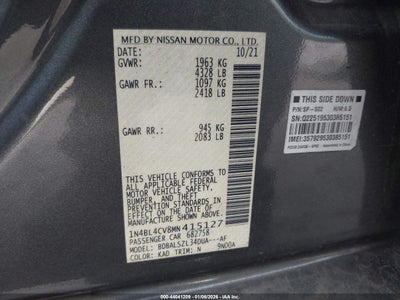 MFD BY NISSAN MOTOR CO., LTD.
DATE: 10/21
GVWR: 1963 KG
4328 LB
GAWR FR: 1097 KG
2418 LB
GAWR RR: 945 KG
2083 LB
THIS VEHICLE CONFORMS
TO ALL APPLICABLE FEDERAL
MOTOR VEHICLE SAFETY,
BUMPER, AND THEFT
PREVENTION STANDARDS
IN EFFECT ON THE DATE OF
MANUFACTURE SHOWN ABOVE.
1N4BL4CV8MN415127
PASSENGER CAR 682758
MODEL: BDBALSZL34DUA---AF
COLOR: KAD TRIM: N 9ND0A
THIS SIDE DOWN
SN:Q22519530385151
IMEI:357929530385151
© 000-44041209 - 01/06/2026 - IAA